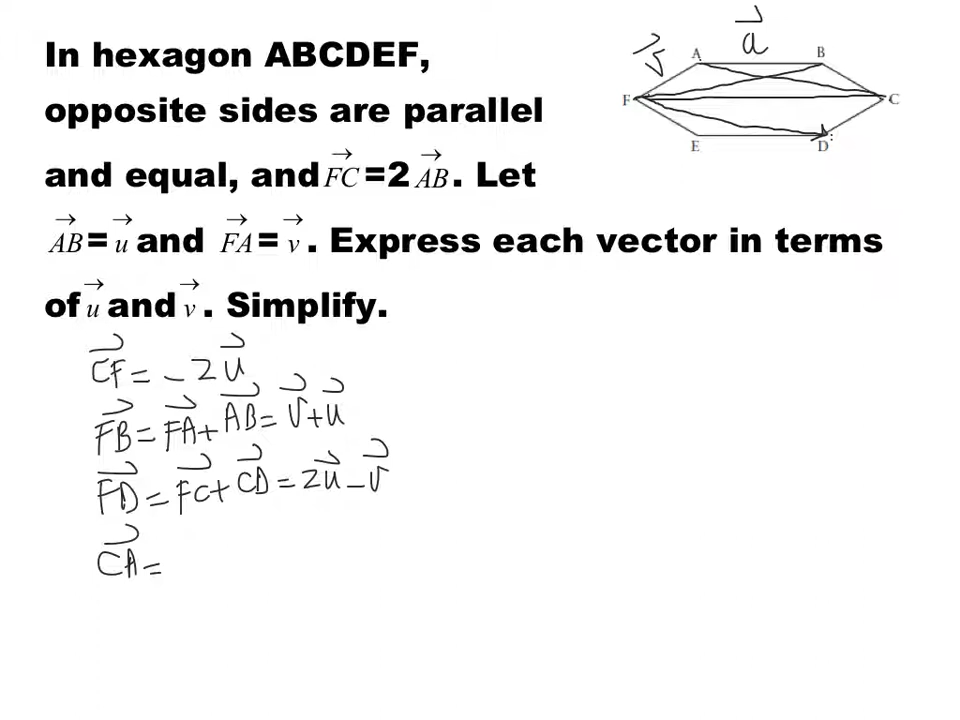 In hexagon ABCDEF,
opposite sides are parallel
and equal, and FC⃗ = 2 AB⃗. Let
AB⃗ = u⃗ and FA⃗ = v⃗. Express each vector in terms
of u⃗ and v⃗. Simplify.
a⃗
v⃗
A B
F C
E D
CF⃗ = - 2u⃗
FB⃗ = FA⃗ + AB⃗ = v⃗ + u⃗
FD⃗ = FC⃗ + CD⃗ = 2u⃗ - v⃗
CA⃗ =